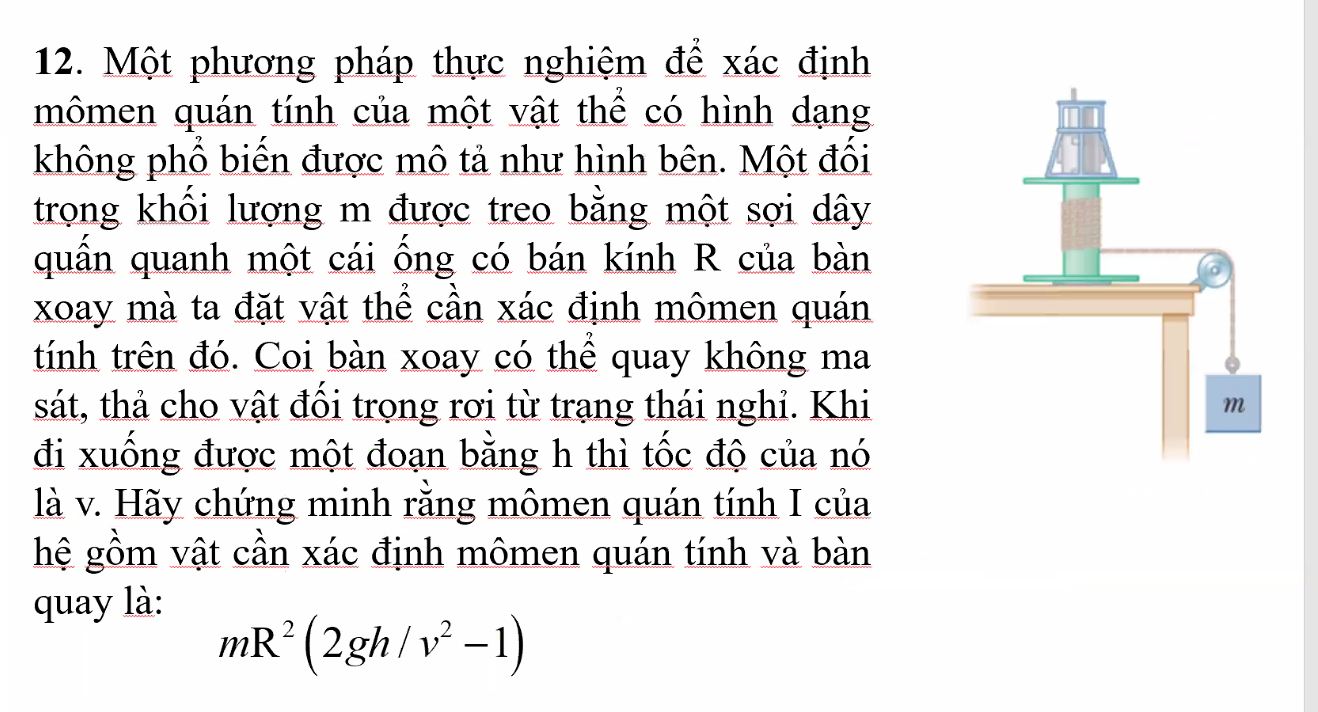 12. Một phương pháp thực nghiệm để xác định
mômen quán tính của một vật thể có hình dạng
không phổ biến được mô tả như hình bên. Một đối
trọng khối lượng m được treo bằng một sợi dây
quấn quanh một cái ống có bán kính R của bàn
xoay mà ta đặt vật thể cần xác định mômen quán
tính trên đó. Coi bàn xoay có thể quay không ma
sát, thả cho vật đối trọng rơi từ trạng thái nghỉ. Khi
đi xuống được một đoạn bằng h thì tốc độ của nó
là v. Hãy chứng minh rằng mômen quán tính I của
hệ gồm vật cần xác định mômen quán tính và bàn
quay là:
mR²(2gh / v² − 1)
m